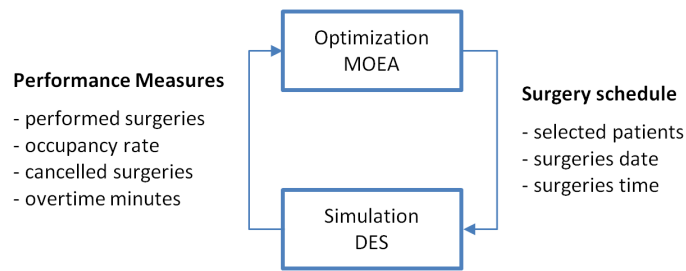 Optimization
MOEA
Performance Measures
- performed surgeries
- occupancy rate
- cancelled surgeries
- overtime minutes
Surgery schedule
- selected patients
- surgeries date
- surgeries time
Simulation
DES